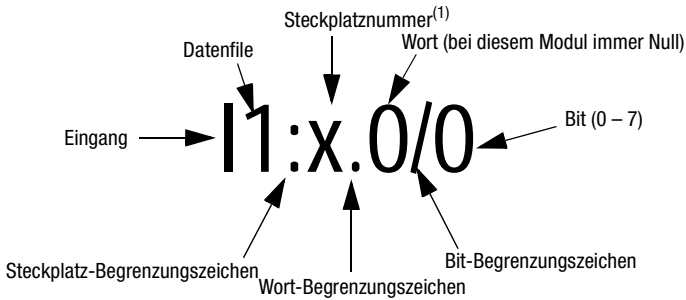 Steckplatznummer(1)
Datenfile
Wort (bei diesem Modul immer Null)
Eingang
I1:x.0/0
Bit (0 – 7)
Steckplatz-Begrenzungszeichen
Bit-Begrenzungszeichen
Wort-Begrenzungszeichen